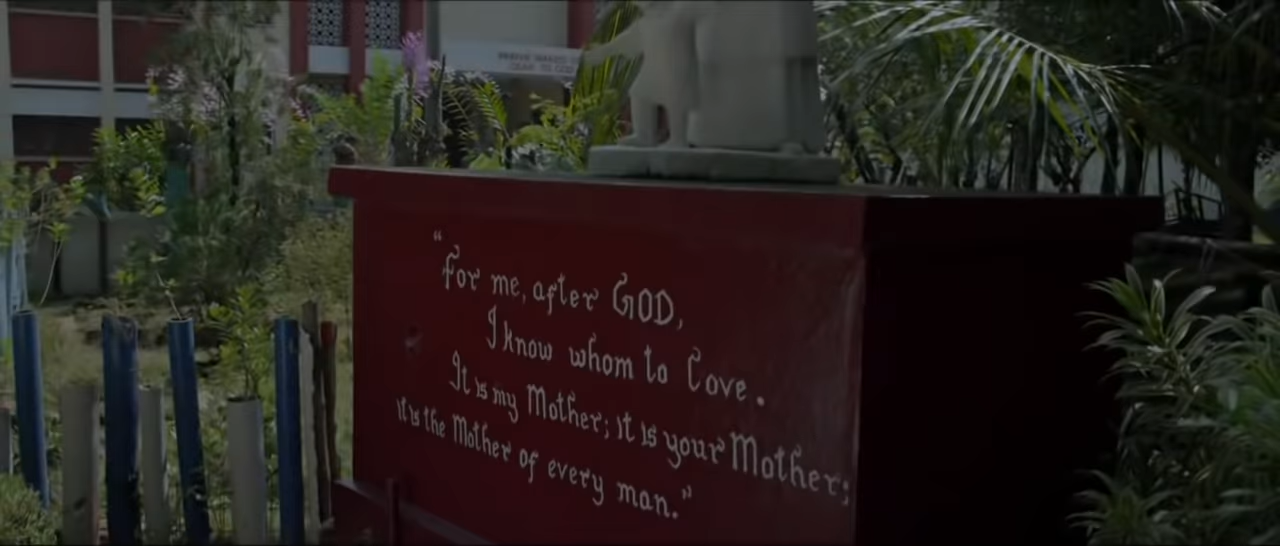 “For me, after GOD,
I know whom to Love.
It is my Mother; it is your Mother;
it is the Mother of every man.”